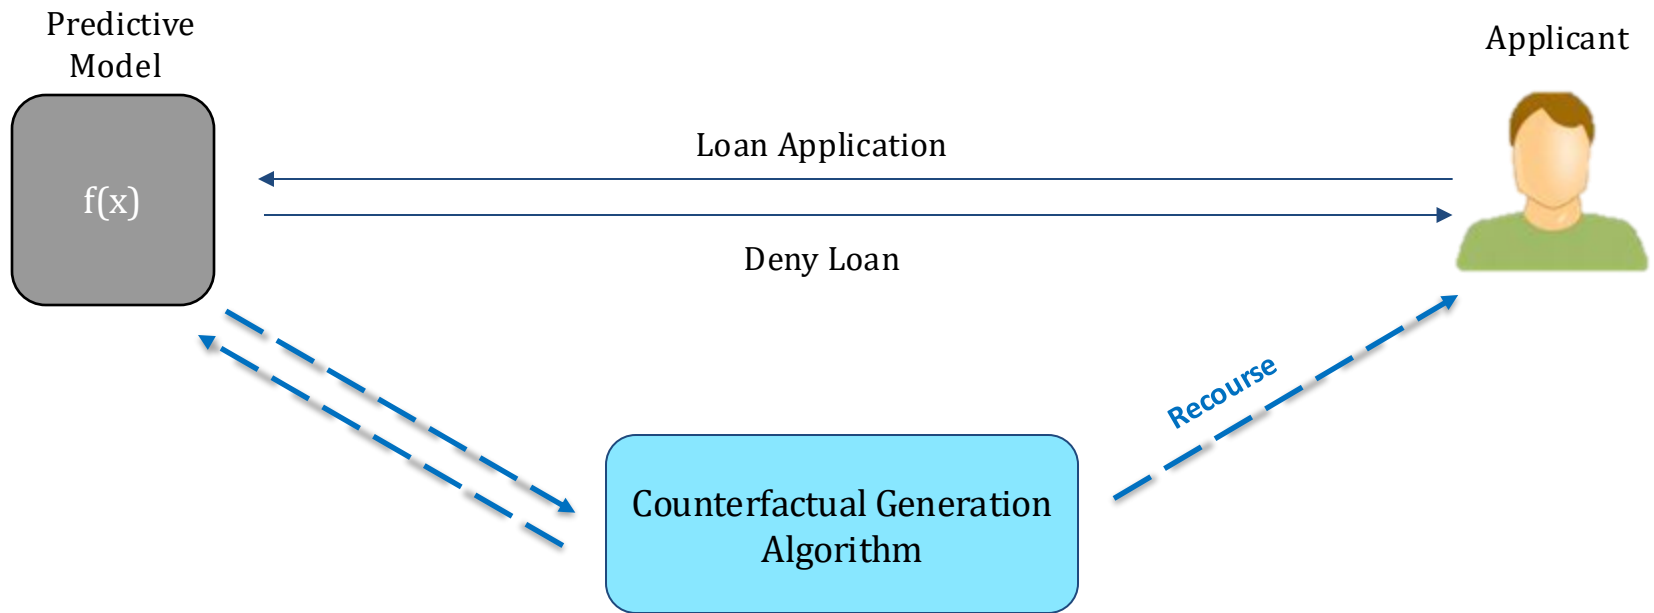 Predictive
Model
Applicant
Loan Application
f(x)
Deny Loan
Recourse
Counterfactual Generation
Algorithm